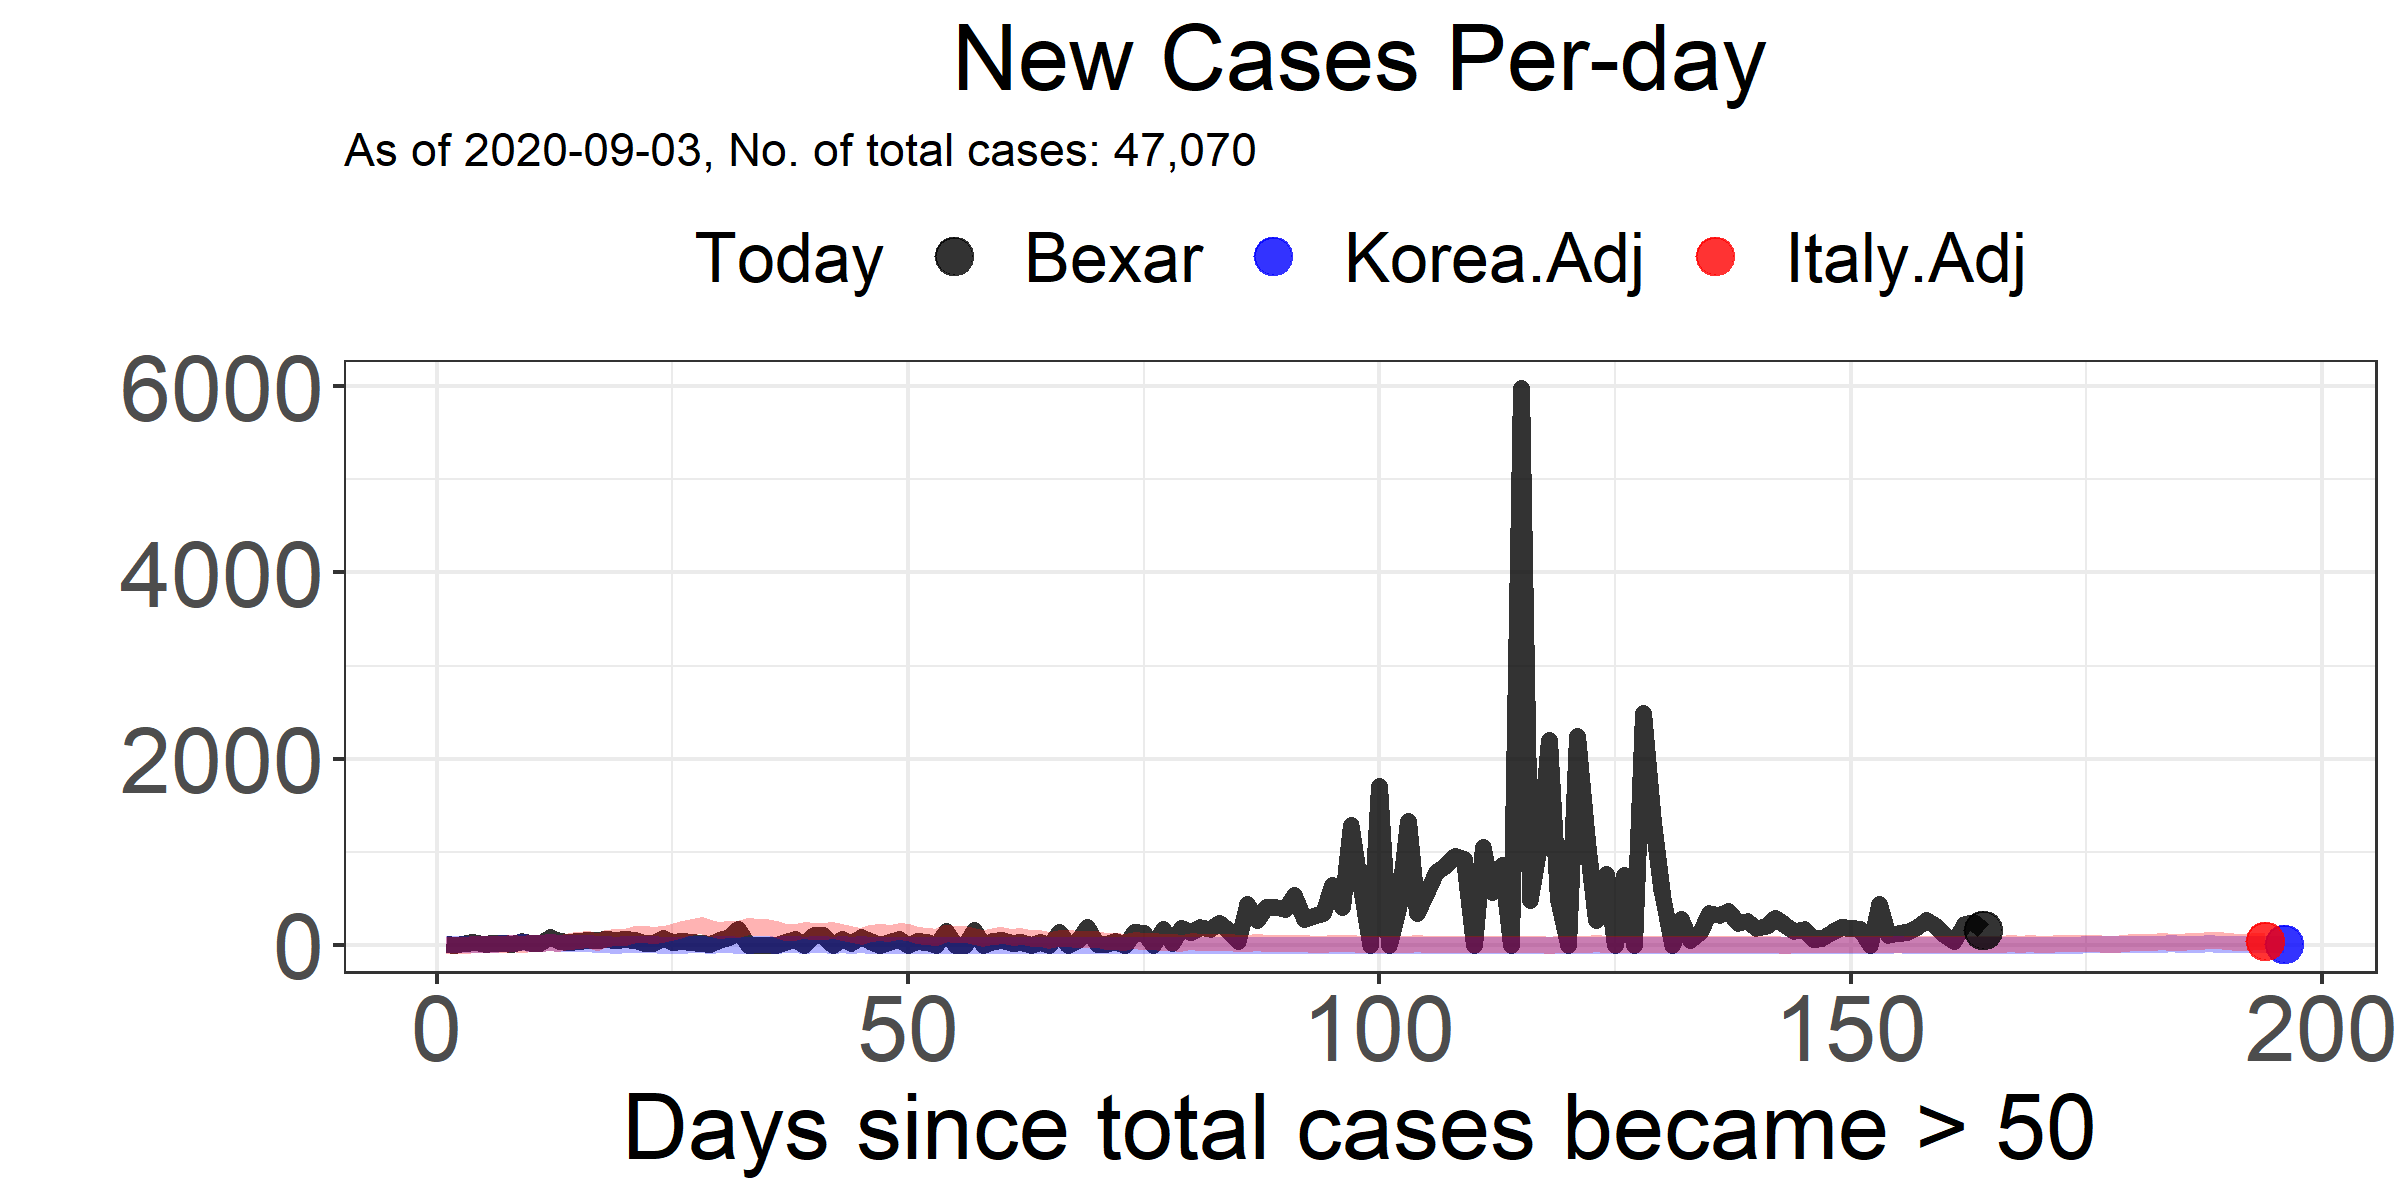 New Cases Per-day
As of 2020-09-03, No. of total cases: 47,070
Today Bexar Korea.Adj Italy.Adj
6000
4000
2000
0
0 50 100 150 200
Days since total cases became > 50